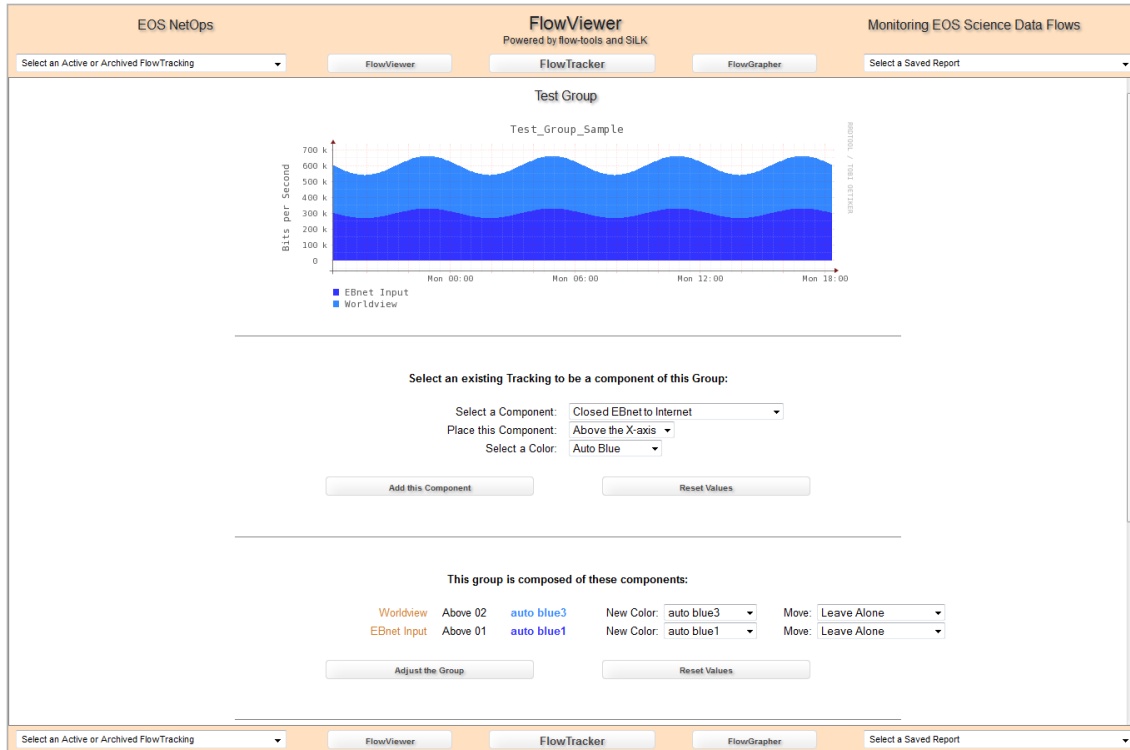 EOS NetOps
FlowViewer
Powered by flow-tools and SiLK
Monitoring EOS Science Data Flows
Select an Active or Archived FlowTracking
FlowViewer
FlowTracker
FlowGrapher
Select a Saved Report
Test Group
Test_Group_Sample
RRDTOOL / TOBI OETIKER
Bits per Second
700 k
600 k
500 k
400 k
300 k
200 k
100 k
0
Mon 00:00
Mon 06:00
Mon 12:00
Mon 18:00
EBnet Input
Worldview
Select an existing Tracking to be a component of this Group:
Select a Component: Closed EBnet to Internet
Place this Component: Above the X-axis
Select a Color: Auto Blue
Add this Component
Reset Values
This group is composed of these components:
Worldview Above 02 auto blue3 New Color: auto blue3 Move: Leave Alone
EBnet Input Above 01 auto blue1 New Color: auto blue1 Move: Leave Alone
Adjust the Group
Reset Values
Select an Active or Archived FlowTracking
FlowViewer
FlowTracker
FlowGrapher
Select a Saved Report